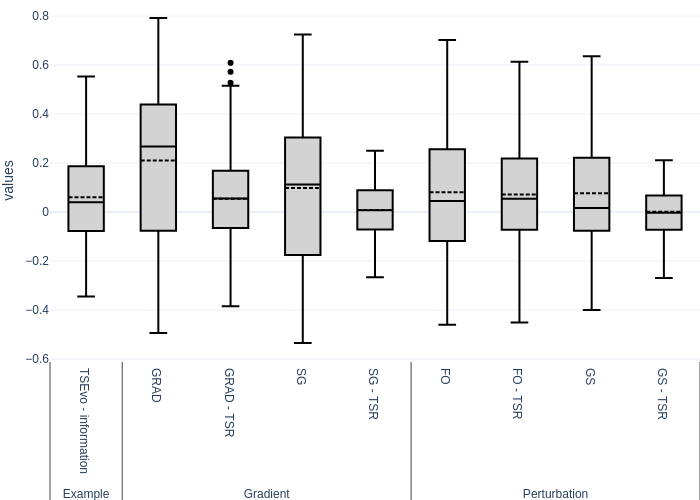 0.8
0.6
0.4
0.2
0
−0.2
−0.4
−0.6
values
TSEvo - information
GRAD
GRAD - TSR
SG
SG - TSR
FO
FO - TSR
GS
GS - TSR
Example
Gradient
Perturbation